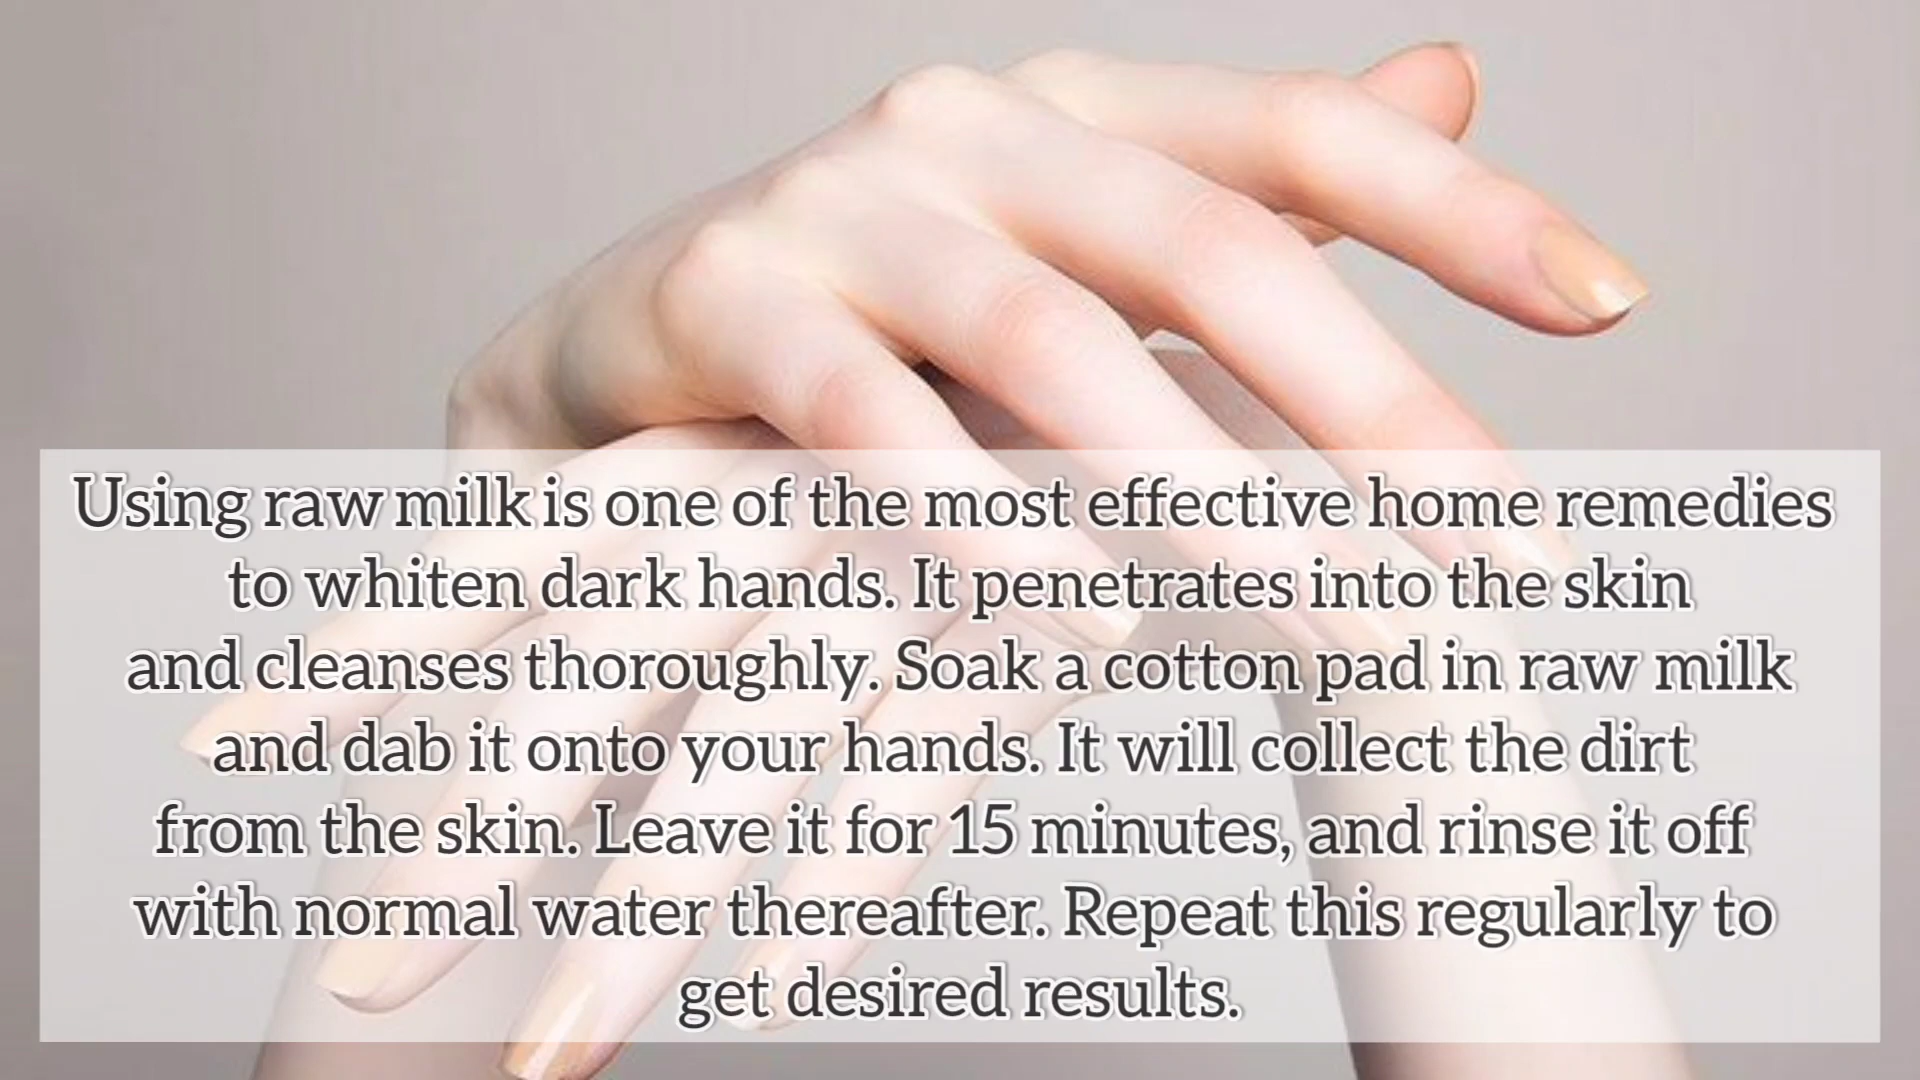 Using raw milk is one of the most effective home remedies
to whiten dark hands. It penetrates into the skin
and cleanses thoroughly. Soak a cotton pad in raw milk
and dab it onto your hands. It will collect the dirt
from the skin. Leave it for 15 minutes, and rinse it off
with normal water thereafter. Repeat this regularly to
get desired results.